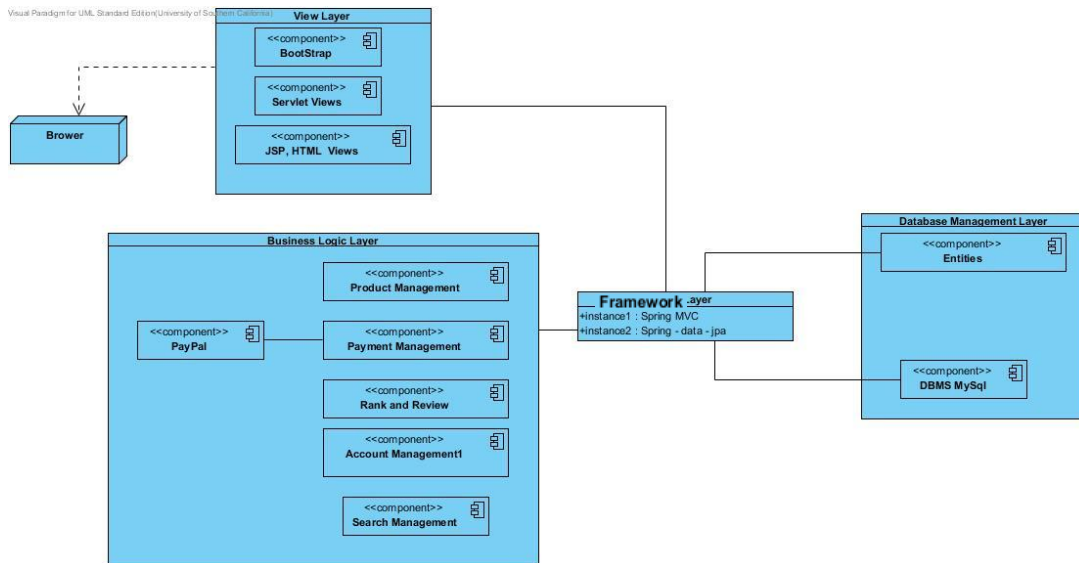 Visual Paradigm for UML Standard Edition(University of Southern California)
View Layer
<<component>>
BootStrap
<<component>>
Servlet Views
<<component>>
JSP, HTML Views
Brower
Business Logic Layer
<<component>>
Product Management
<<component>>
PayPal
<<component>>
Payment Management
<<component>>
Rank and Review
<<component>>
Account Management1
<<component>>
Search Management
Framework .ayer
+instance1 : Spring MVC
+instance2 : Spring - data - jpa
Database Management Layer
<<component>>
Entities
<<component>>
DBMS MySql